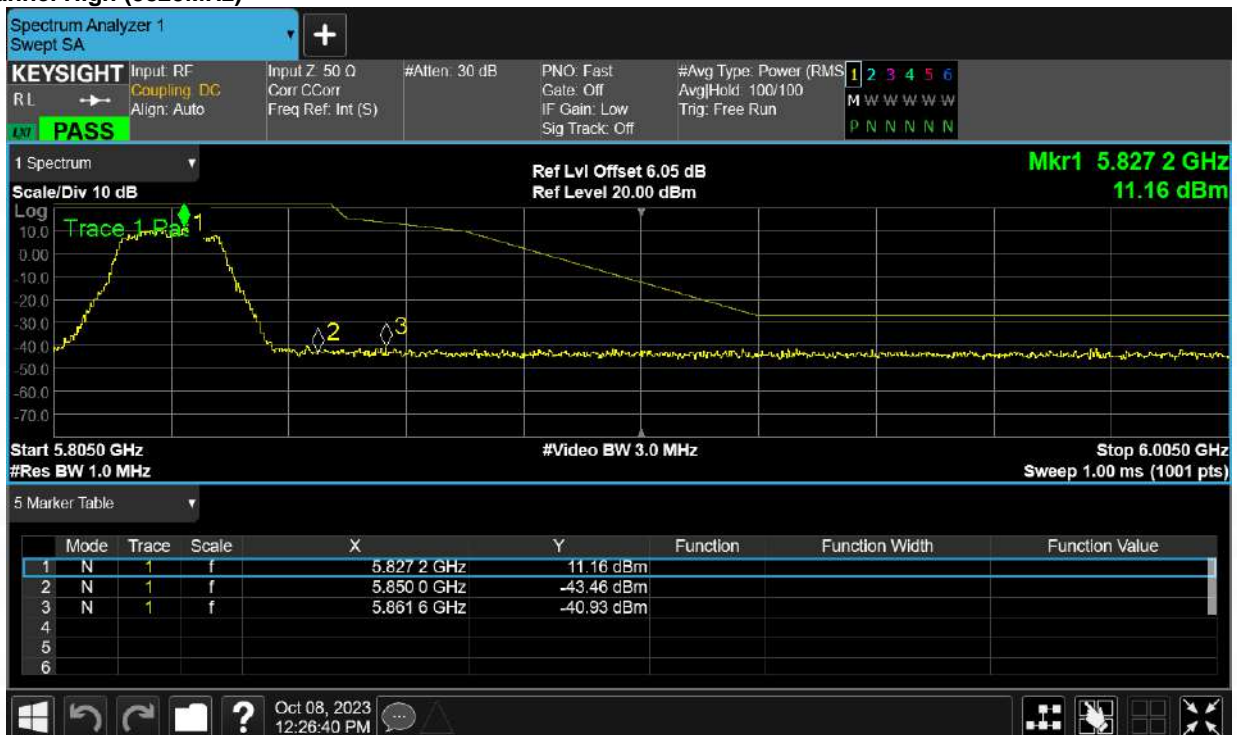 Spectrum Analyzer 1
Swept SA
+
KEYSIGHT
RL
LXI PASS
Input: RF
Coupling: DC
Align: Auto
Input Z: 50 Ω
Corr CCorr
Freq Ref: Int (S)
#Atten: 30 dB
PNO: Fast
Gate: Off
IF Gain: Low
Sig Track: Off
#Avg Type: Power (RMS
Avg|Hold: 100/100
Trig: Free Run
1 2 3 4 5 6
M W W W W W
P N N N N N
1 Spectrum
Scale/Div 10 dB
Ref Lvl Offset 6.05 dB
Ref Level 20.00 dBm
Mkr1 5.827 2 GHz
11.16 dBm
Log
Trace 1 Pas
1
2
3
10.0
0.00
-10.0
-20.0
-30.0
-40.0
-50.0
-60.0
-70.0
Start 5.8050 GHz
#Res BW 1.0 MHz
#Video BW 3.0 MHz
Stop 6.0050 GHz
Sweep 1.00 ms (1001 pts)
5 Marker Table
Mode Trace Scale X Y Function Function Width Function Value
1 N 1 f 5.827 2 GHz 11.16 dBm
2 N 1 f 5.850 0 GHz -43.46 dBm
3 N 1 f 5.861 6 GHz -40.93 dBm
4
5
6
?
Oct 08, 2023
12:26:40 PM